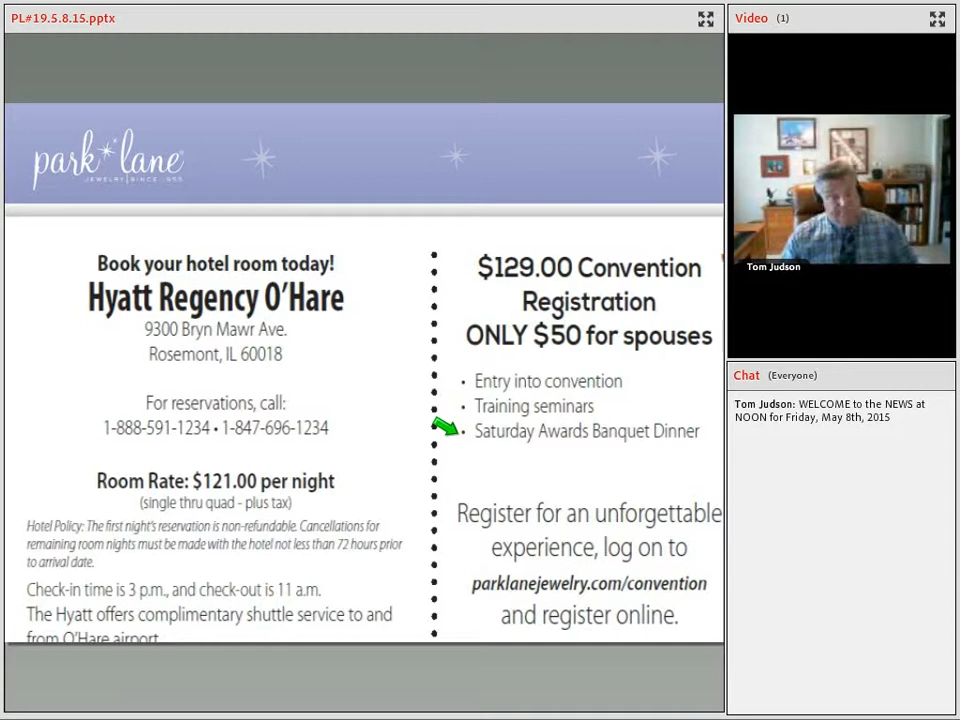 PL#19.5.8.15.pptx
park lane
JEWELRY | SINCE 1955
Book your hotel room today!
Hyatt Regency O'Hare
9300 Bryn Mawr Ave.
Rosemont, IL 60018
For reservations, call:
1-888-591-1234 • 1-847-696-1234
Room Rate: $121.00 per night
(single thru quad - plus tax)
Hotel Policy: The first night's reservation is non-refundable. Cancellations for
remaining room nights must be made with the hotel not less than 72 hours prior
to arrival date.
Check-in time is 3 p.m., and check-out is 11 a.m.
The Hyatt offers complimentary shuttle service to and
from O'Hare airport
$129.00 Convention
Registration
ONLY $50 for spouses
• Entry into convention
• Training seminars
• Saturday Awards Banquet Dinner
Register for an unforgettable
experience, log on to
parklanejewelry.com/convention
and register online.
Video (1)
Tom Judson
Chat (Everyone)
Tom Judson: WELCOME to the NEWS at
NOON for Friday, May 8th, 2015